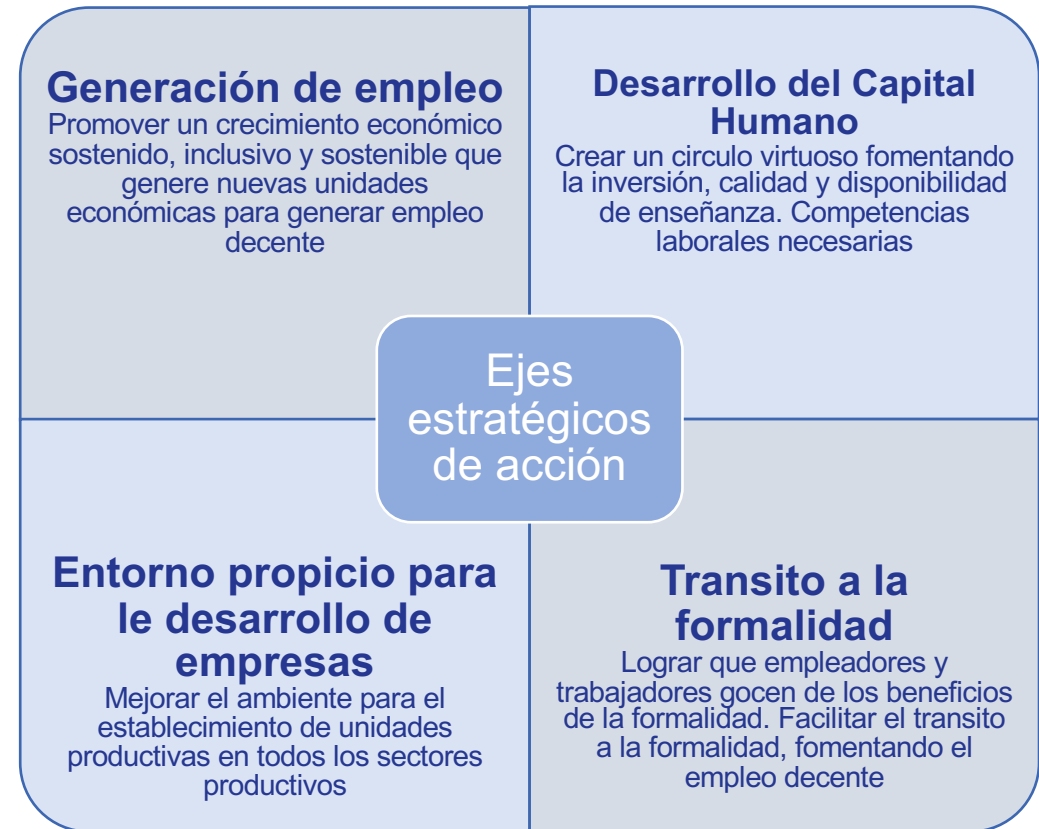 Generación de empleo
Promover un crecimiento económico
sostenido, inclusivo y sostenible que
genere nuevas unidades
económicas para generar empleo
decente
Desarrollo del Capital
Humano
Crear un circulo virtuoso fomentando
la inversión, calidad y disponibilidad
de enseñanza. Competencias
laborales necesarias
Ejes
estratégicos
de acción
Entorno propicio para
le desarrollo de
empresas
Mejorar el ambiente para el
establecimiento de unidades
productivas en todos los sectores
productivos
Transito a la
formalidad
Lograr que empleadores y
trabajadores gocen de los beneficios
de la formalidad. Facilitar el transito
a la formalidad, fomentando el
empleo decente